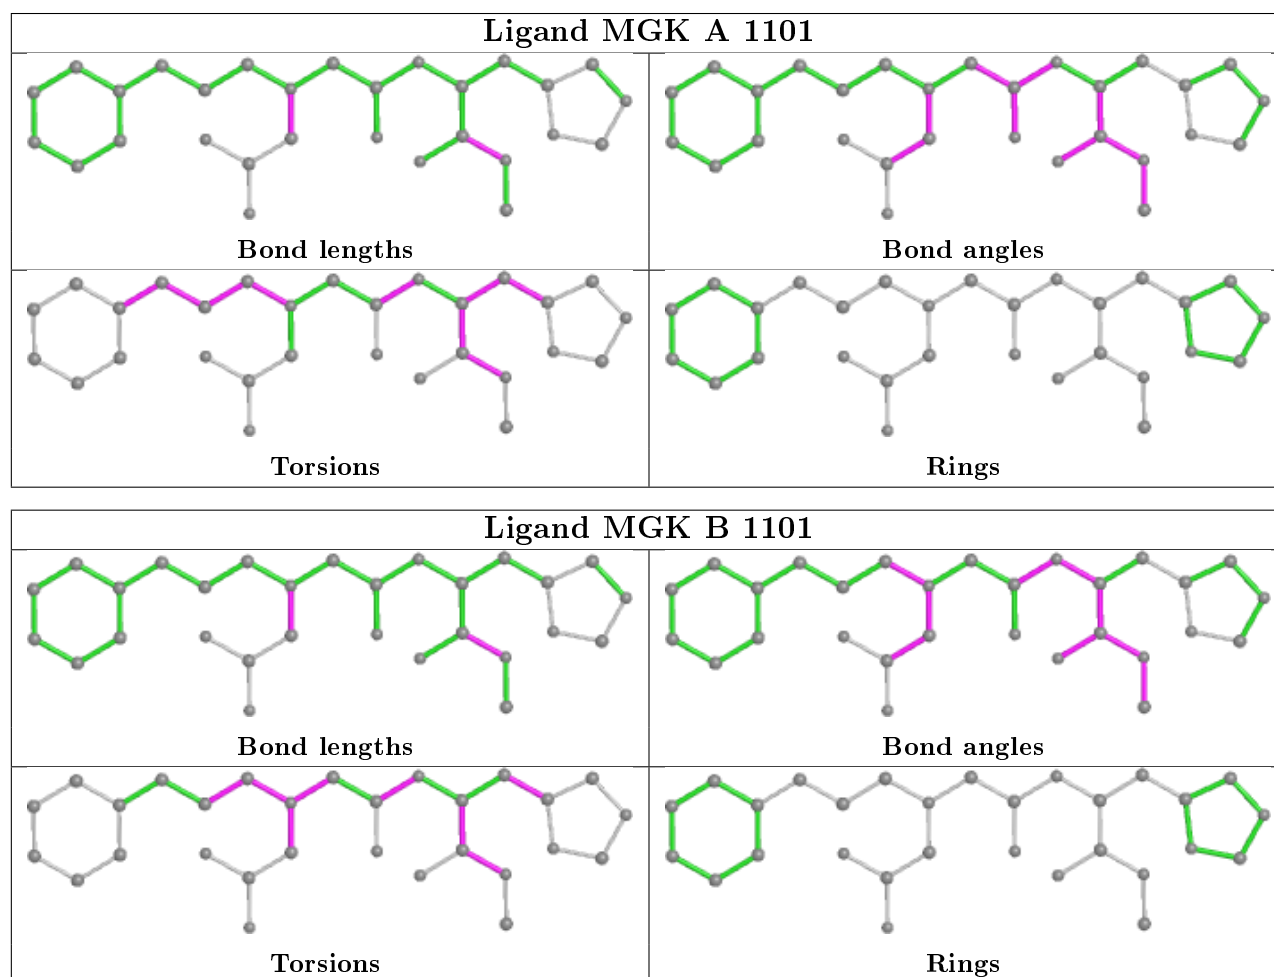 Ligand MGK A 1101
Bond lengths
Bond angles
Torsions
Rings
Ligand MGK B 1101
Bond lengths
Bond angles
Torsions
Rings